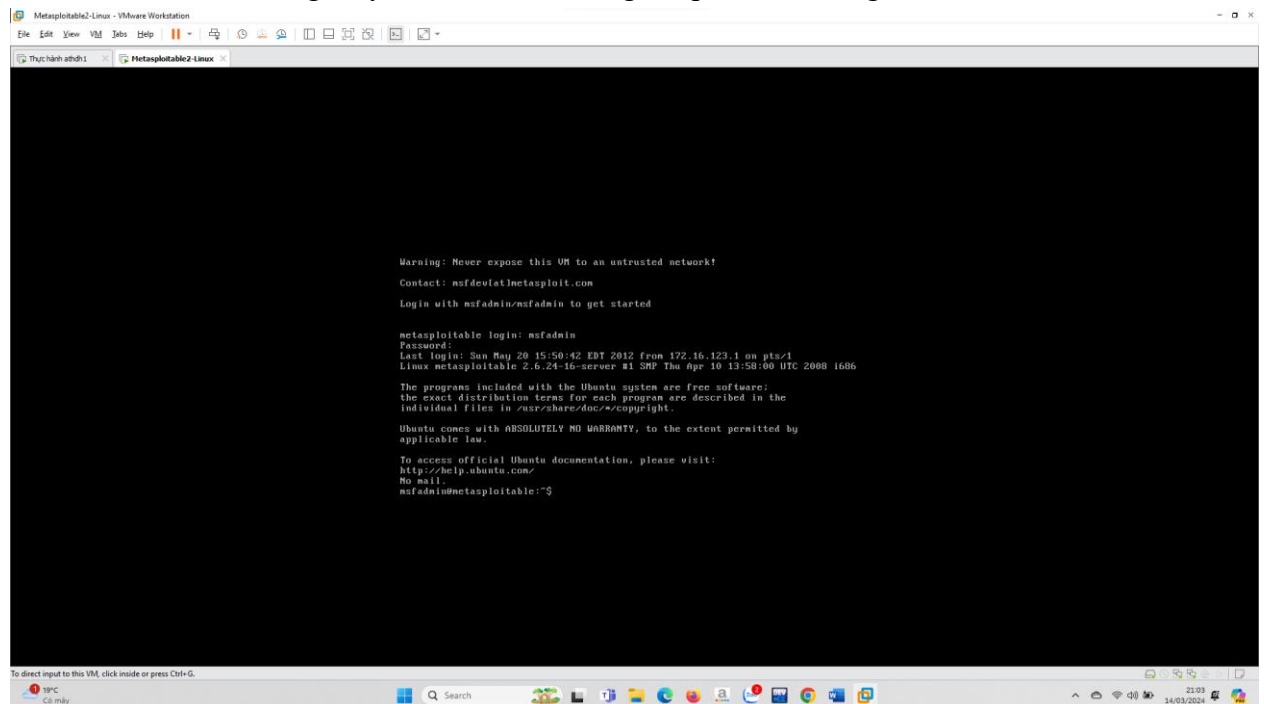 Metasploitable2-Linux - VMware Workstation
File Edit View VM Tabs Help
Thực hành athdh1
Metasploitable2-Linux
Warning: Never expose this VM to an untrusted network!
Contact: msfdev[at]metasploit.com
Login with msfadmin/msfadmin to get started
metasploitable login: msfadmin
Password:
Last login: Sun May 20 15:50:42 EDT 2012 from 172.16.123.1 on pts/1
Linux metasploitable 2.6.24-16-server #1 SMP Thu Apr 10 13:58:00 UTC 2008 i686
The programs included with the Ubuntu system are free software;
the exact distribution terms for each program are described in the
individual files in /usr/share/doc/*/copyright.
Ubuntu comes with ABSOLUTELY NO WARRANTY, to the extent permitted by
applicable law.
To access official Ubuntu documentation, please visit:
http://help.ubuntu.com/
No mail.
msfadmin@metasploitable:~$
To direct input to this VM, click inside or press Ctrl+G.
19°C
Có mây
Search
21:03
14/03/2024